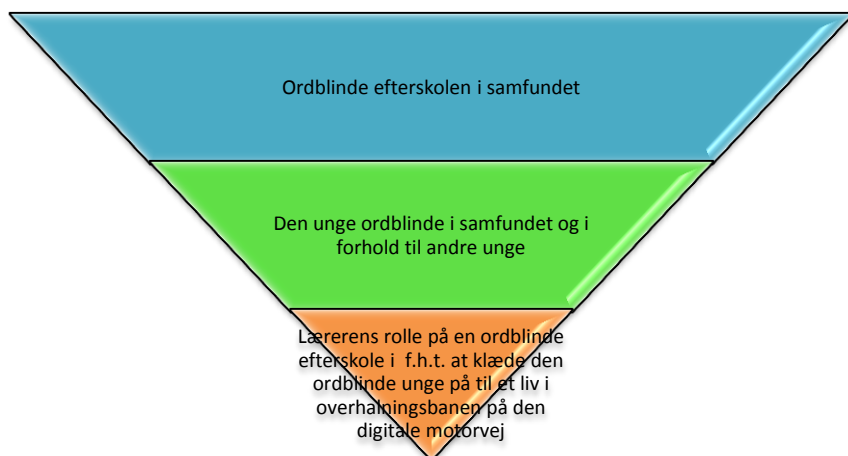 Ordblinde efterskolen i samfundet
Den unge ordblinde i samfundet og i
forhold til andre unge
Lærerens rolle på en ordblinde
efterskole i f.h.t. at klæde den
ordblinde unge på til et liv i
overhalningsbanen på den
digitale motorvej